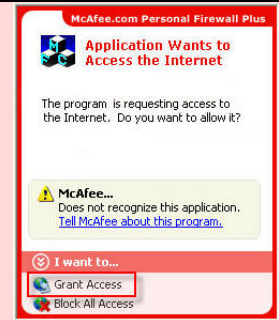 McAfee.com Personal Firewall Plus
Application Wants to
Access the Internet
The program is requesting access to
the Internet. Do you want to allow it?
McAfee...
Does not recognize this application.
Tell McAfee about this program.
I want to...
Grant Access
Block All Access